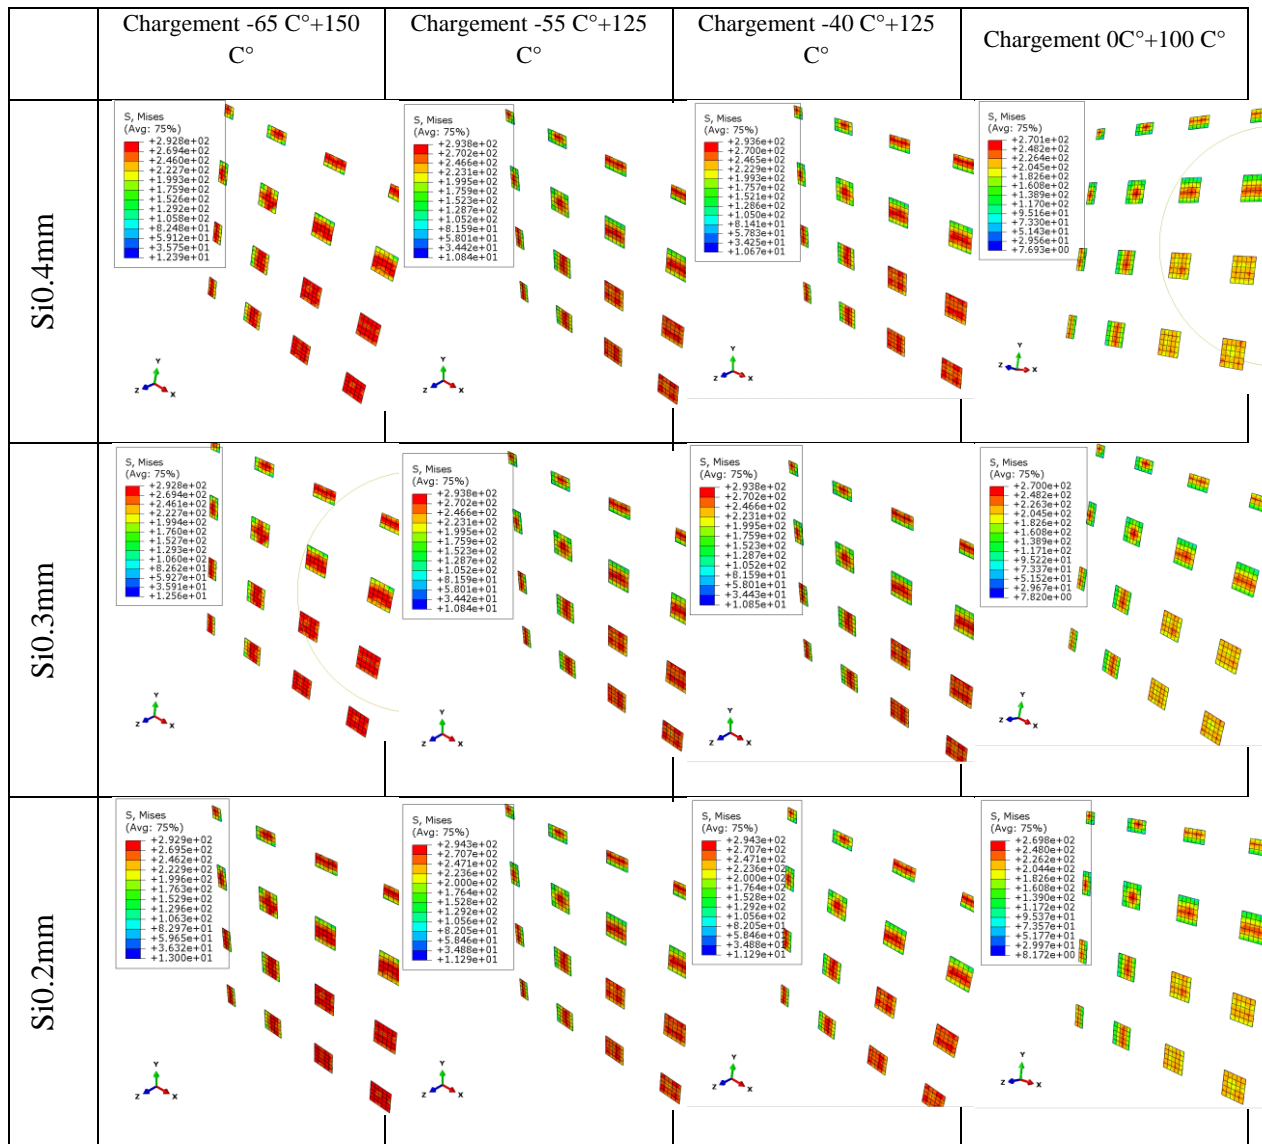 Chargement -65 C°+150
C°
Chargement -55 C°+125
C°
Chargement -40 C°+125
C°
Chargement 0C°+100 C°
Si0.4mm
S, Mises
(Avg: 75%)
+2.928e+02
+2.694e+02
+2.460e+02
+2.227e+02
+1.993e+02
+1.759e+02
+1.526e+02
+1.292e+02
+1.058e+02
+8.248e+01
+5.912e+01
+3.575e+01
+1.239e+01
Y
Z
X
S, Mises
(Avg: 75%)
+2.938e+02
+2.702e+02
+2.466e+02
+2.231e+02
+1.995e+02
+1.759e+02
+1.523e+02
+1.287e+02
+1.052e+02
+8.159e+01
+5.801e+01
+3.442e+01
+1.084e+01
Y
Z
X
S, Mises
(Avg: 75%)
+2.936e+02
+2.700e+02
+2.465e+02
+2.229e+02
+1.993e+02
+1.757e+02
+1.521e+02
+1.286e+02
+1.050e+02
+8.141e+01
+5.783e+01
+3.425e+01
+1.067e+01
Y
Z
X
S, Mises
(Avg: 75%)
+2.701e+02
+2.482e+02
+2.264e+02
+2.045e+02
+1.826e+02
+1.608e+02
+1.389e+02
+1.170e+02
+9.516e+01
+7.330e+01
+5.143e+01
+2.956e+01
+7.693e+00
Y
Z
X
Si0.3mm
S, Mises
(Avg: 75%)
+2.928e+02
+2.694e+02
+2.461e+02
+2.227e+02
+1.994e+02
+1.760e+02
+1.527e+02
+1.293e+02
+1.060e+02
+8.262e+01
+5.927e+01
+3.591e+01
+1.256e+01
Y
Z
X
S, Mises
(Avg: 75%)
+2.938e+02
+2.702e+02
+2.466e+02
+2.231e+02
+1.995e+02
+1.759e+02
+1.523e+02
+1.287e+02
+1.052e+02
+8.159e+01
+5.801e+01
+3.442e+01
+1.084e+01
Y
Z
X
S, Mises
(Avg: 75%)
+2.938e+02
+2.702e+02
+2.466e+02
+2.231e+02
+1.995e+02
+1.759e+02
+1.523e+02
+1.287e+02
+1.052e+02
+8.159e+01
+5.801e+01
+3.443e+01
+1.085e+01
Y
Z
X
S, Mises
(Avg: 75%)
+2.700e+02
+2.482e+02
+2.263e+02
+2.045e+02
+1.826e+02
+1.608e+02
+1.389e+02
+1.171e+02
+9.522e+01
+7.337e+01
+5.152e+01
+2.967e+01
+7.820e+00
Y
Z
X
Si0.2mm
S, Mises
(Avg: 75%)
+2.929e+02
+2.695e+02
+2.462e+02
+2.229e+02
+1.996e+02
+1.763e+02
+1.529e+02
+1.296e+02
+1.063e+02
+8.297e+01
+5.965e+01
+3.632e+01
+1.300e+01
Y
Z
X
S, Mises
(Avg: 75%)
+2.943e+02
+2.707e+02
+2.471e+02
+2.236e+02
+2.000e+02
+1.764e+02
+1.528e+02
+1.292e+02
+1.056e+02
+8.205e+01
+5.846e+01
+3.488e+01
+1.129e+01
Y
Z
X
S, Mises
(Avg: 75%)
+2.943e+02
+2.707e+02
+2.471e+02
+2.236e+02
+2.000e+02
+1.764e+02
+1.528e+02
+1.292e+02
+1.056e+02
+8.205e+01
+5.846e+01
+3.488e+01
+1.129e+01
Y
Z
X
S, Mises
(Avg: 75%)
+2.698e+02
+2.480e+02
+2.262e+02
+2.044e+02
+1.826e+02
+1.608e+02
+1.390e+02
+1.172e+02
+9.537e+01
+7.357e+01
+5.177e+01
+2.997e+01
+8.172e+00
Y
Z
X